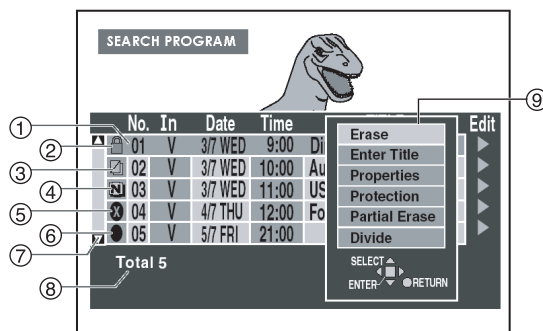 SEARCH PROGRAM
9
No. In Date Time Edit
1
2 01 V 3/7 WED 9:00 Di
3 02 V 3/7 WED 10:00 Au
4 N 03 V 3/7 WED 11:00 US
5 X 04 V 4/7 THU 12:00 Fo
6 05 V 5/7 FRI 21:00
7
8
Total 5
Erase
Enter Title
Properties
Protection
Partial Erase
Divide
SELECT
ENTER RETURN